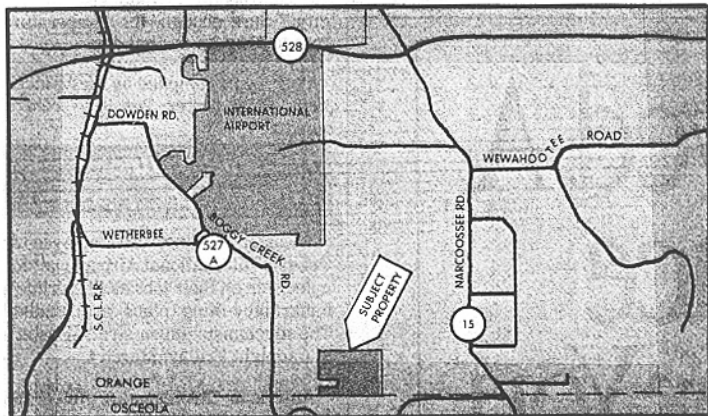 528
DOWDEN RD.
INTERNATIONAL
AIRPORT
WEWAHOOTEE ROAD
WETHERBEE
527
A
BOGGY CREEK RD.
NARCOOSSEE RD
S.C.L.R.R.
SUBJECT
PROPERTY
15
ORANGE
OSCEOLA